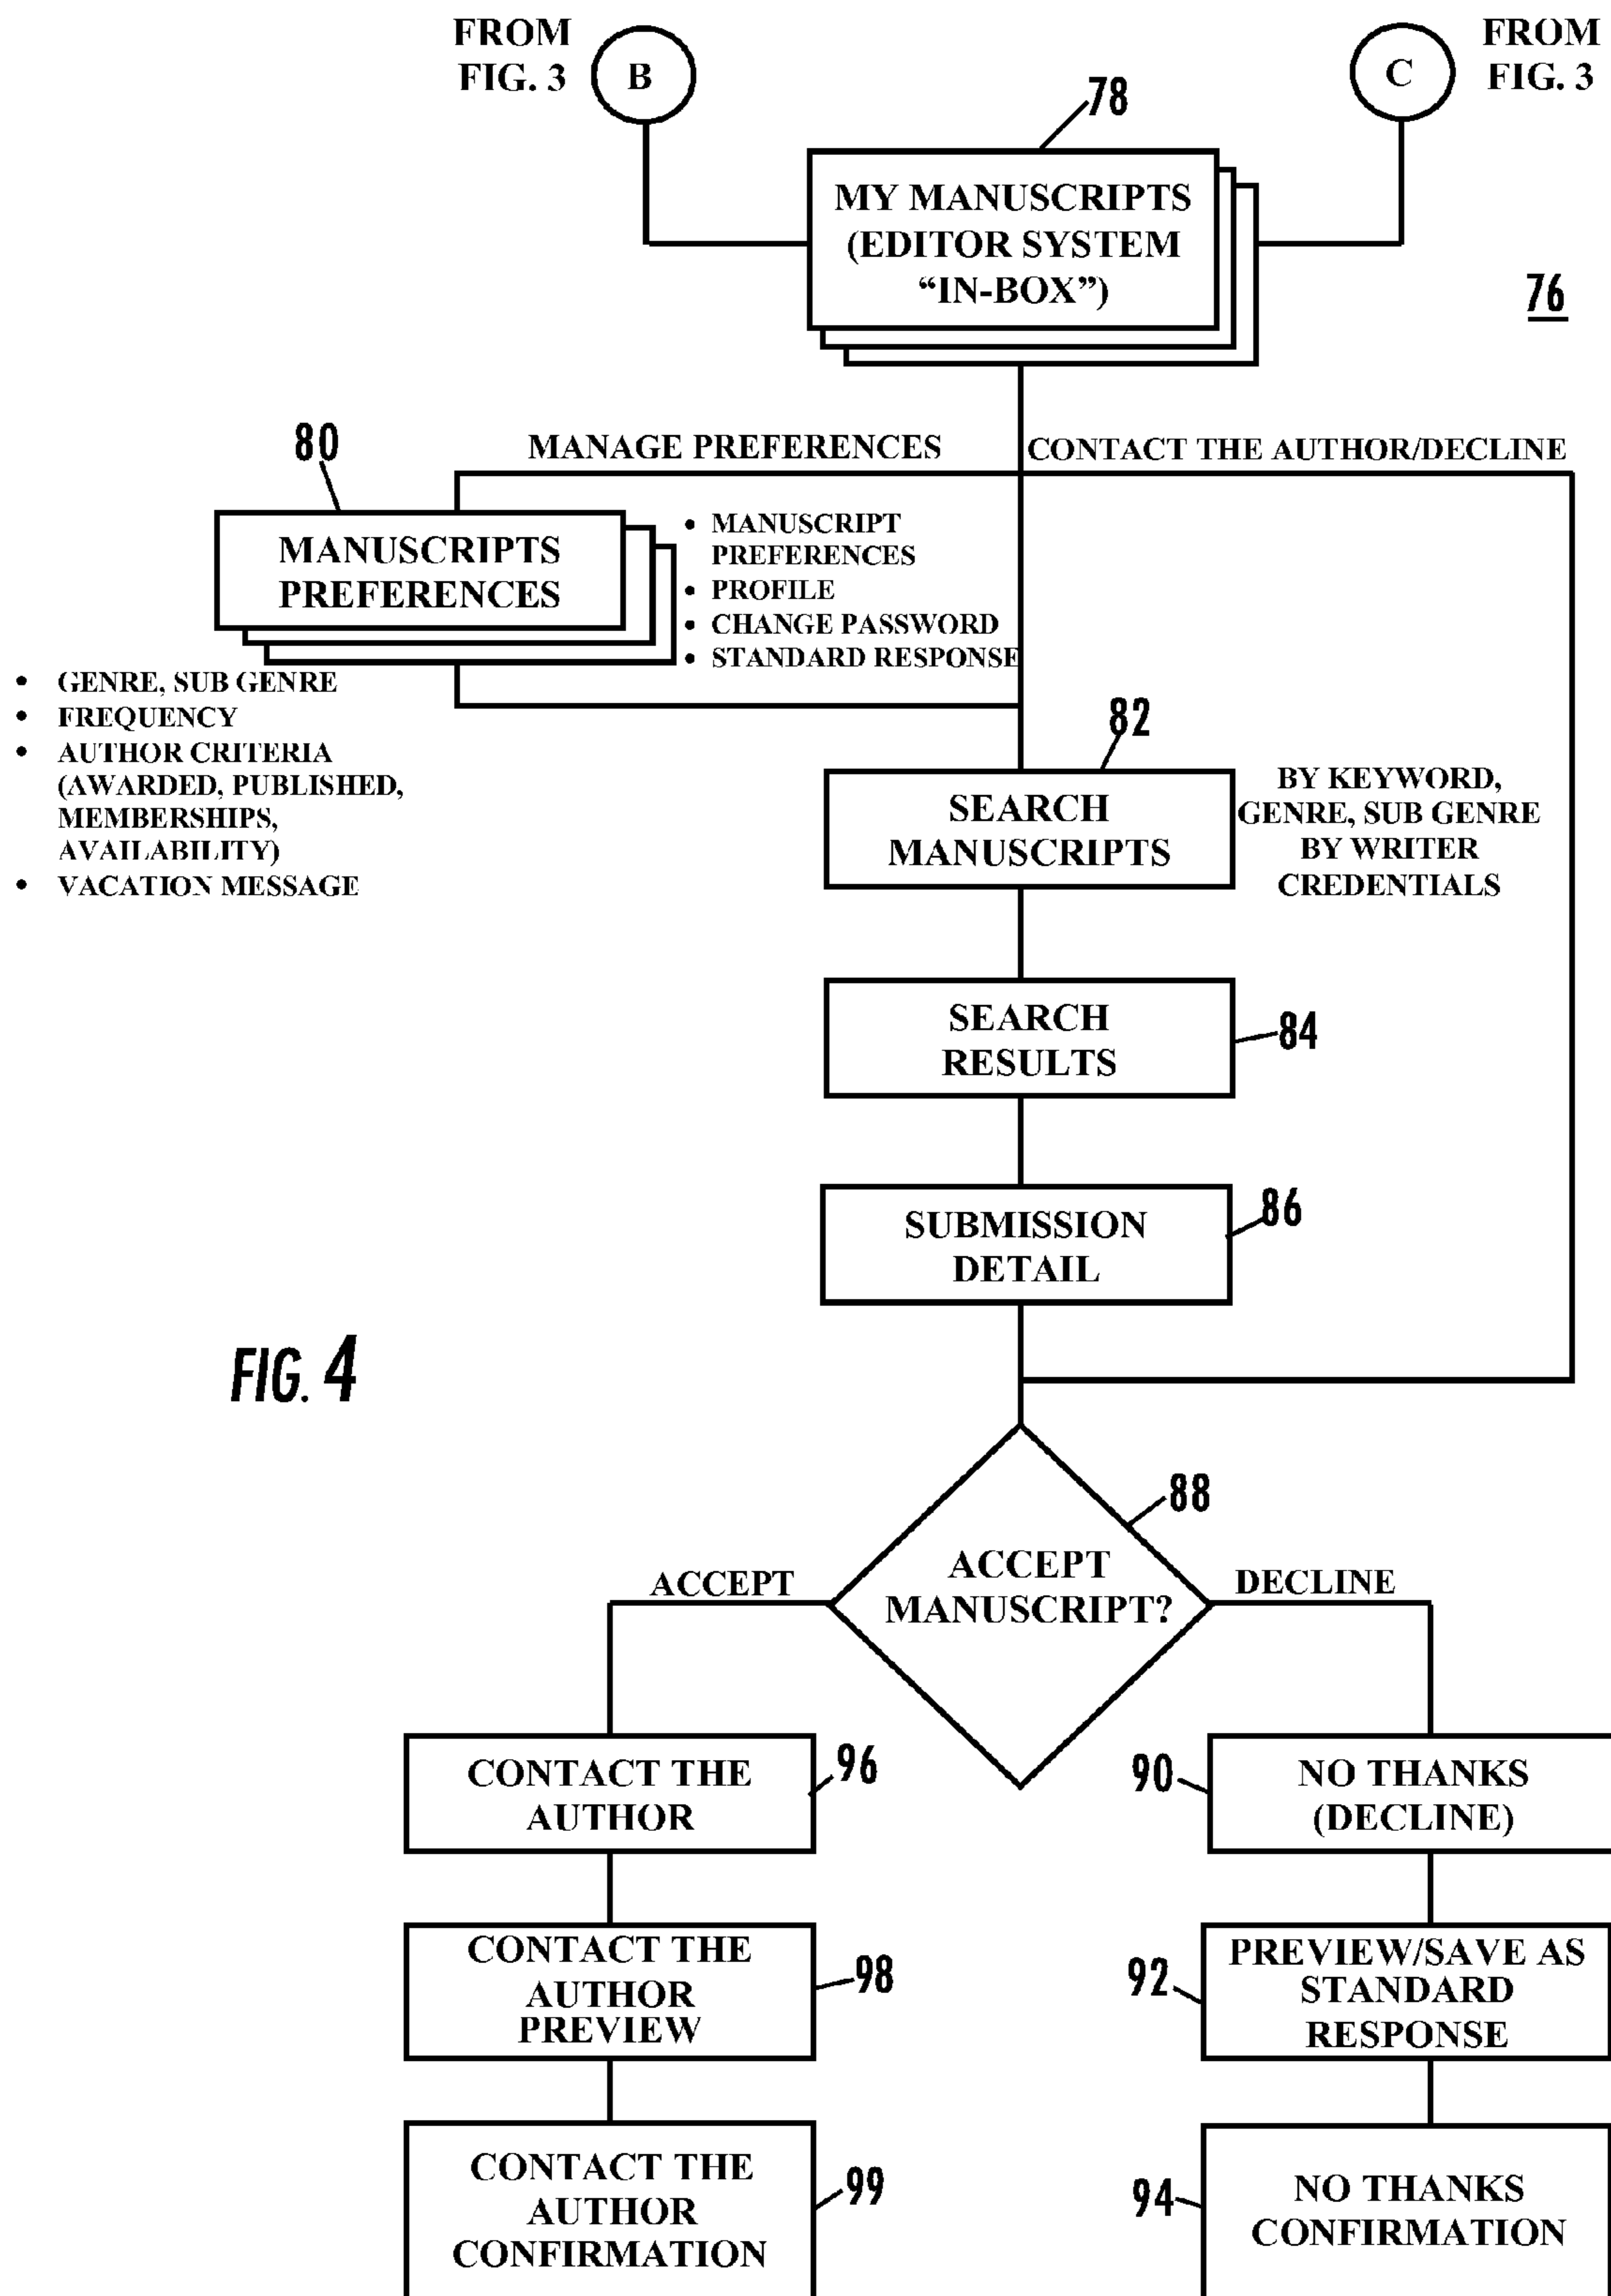 FROM
FIG. 3
B
C
FROM
FIG. 3
78
MY MANUSCRIPTS
(EDITOR SYSTEM
“IN-BOX”)
76
80
MANAGE PREFERENCES
CONTACT THE AUTHOR/DECLINE
MANUSCRIPTS
PREFERENCES
• MANUSCRIPT
PREFERENCES
• PROFILE
• CHANGE PASSWORD
• STANDARD RESPONSE
• GENRE, SUB GENRE
• FREQUENCY
• AUTHOR CRITERIA
(AWARDED, PUBLISHED,
MEMBERSHIPS,
AVAILABILITY)
• VACATION MESSAGE
82
SEARCH
MANUSCRIPTS
BY KEYWORD,
GENRE, SUB GENRE
BY WRITER
CREDENTIALS
SEARCH
RESULTS
84
SUBMISSION
DETAIL
86
FIG. 4
88
ACCEPT
MANUSCRIPT?
ACCEPT
DECLINE
CONTACT THE
AUTHOR
96
90
NO THANKS
(DECLINE)
CONTACT THE
AUTHOR
PREVIEW
98
92
PREVIEW/SAVE AS
STANDARD
RESPONSE
CONTACT THE
AUTHOR
CONFIRMATION
99
94
NO THANKS
CONFIRMATION